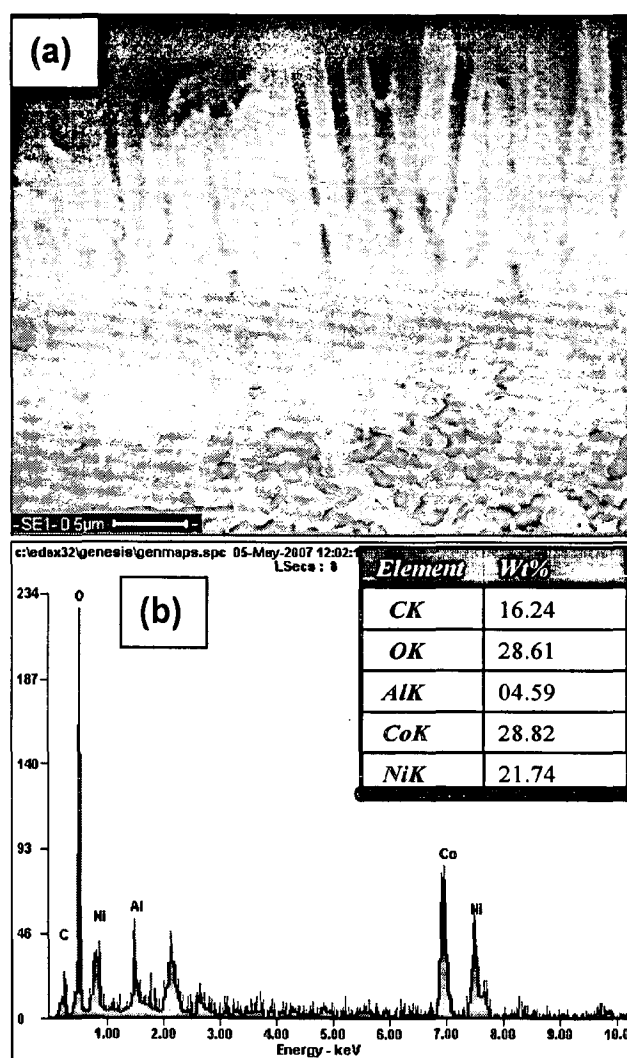 (a)
-SE1- 0.5µm
c:\edax32\genesis\genmaps.spc 05-May-2007 12:02:1
LSecs : 8
Element Wt%
CK 16.24
OK 28.61
AlK 04.59
CoK 28.82
NiK 21.74
(b)
234
187
140
93
46
0
O
C
Ni
Al
Co
Ni
1.00 2.00 3.00 4.00 5.00 6.00 7.00 8.00 9.00 10.0
Energy - keV